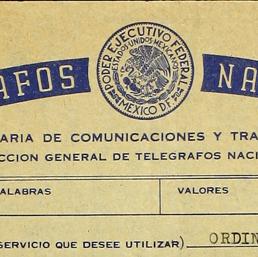 PODER EJECUTIVO FEDERAL
ESTADOS UNIDOS MEXICANOS
MEXICO D.F.
AFOS NA
ARIA DE COMUNICACIONES Y TRA
CCION GENERAL DE TELEGRAFOS NACI
ALABRAS VALORES
SERVICIO QUE DESEE UTILIZAR) ORDIN